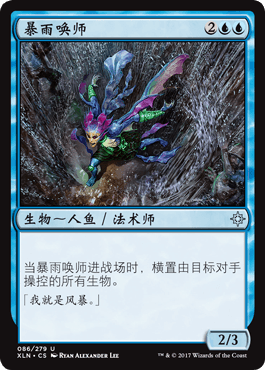 暴雨唤师 2
生物～人鱼 / 法术师
当暴雨唤师进战场时，横置由目标对手
操控的所有生物。
「我就是风暴。」
2/3
086/279 U
XLN • CS RYAN ALEXANDER LEE
™ & © 2017 Wizards of the Coast